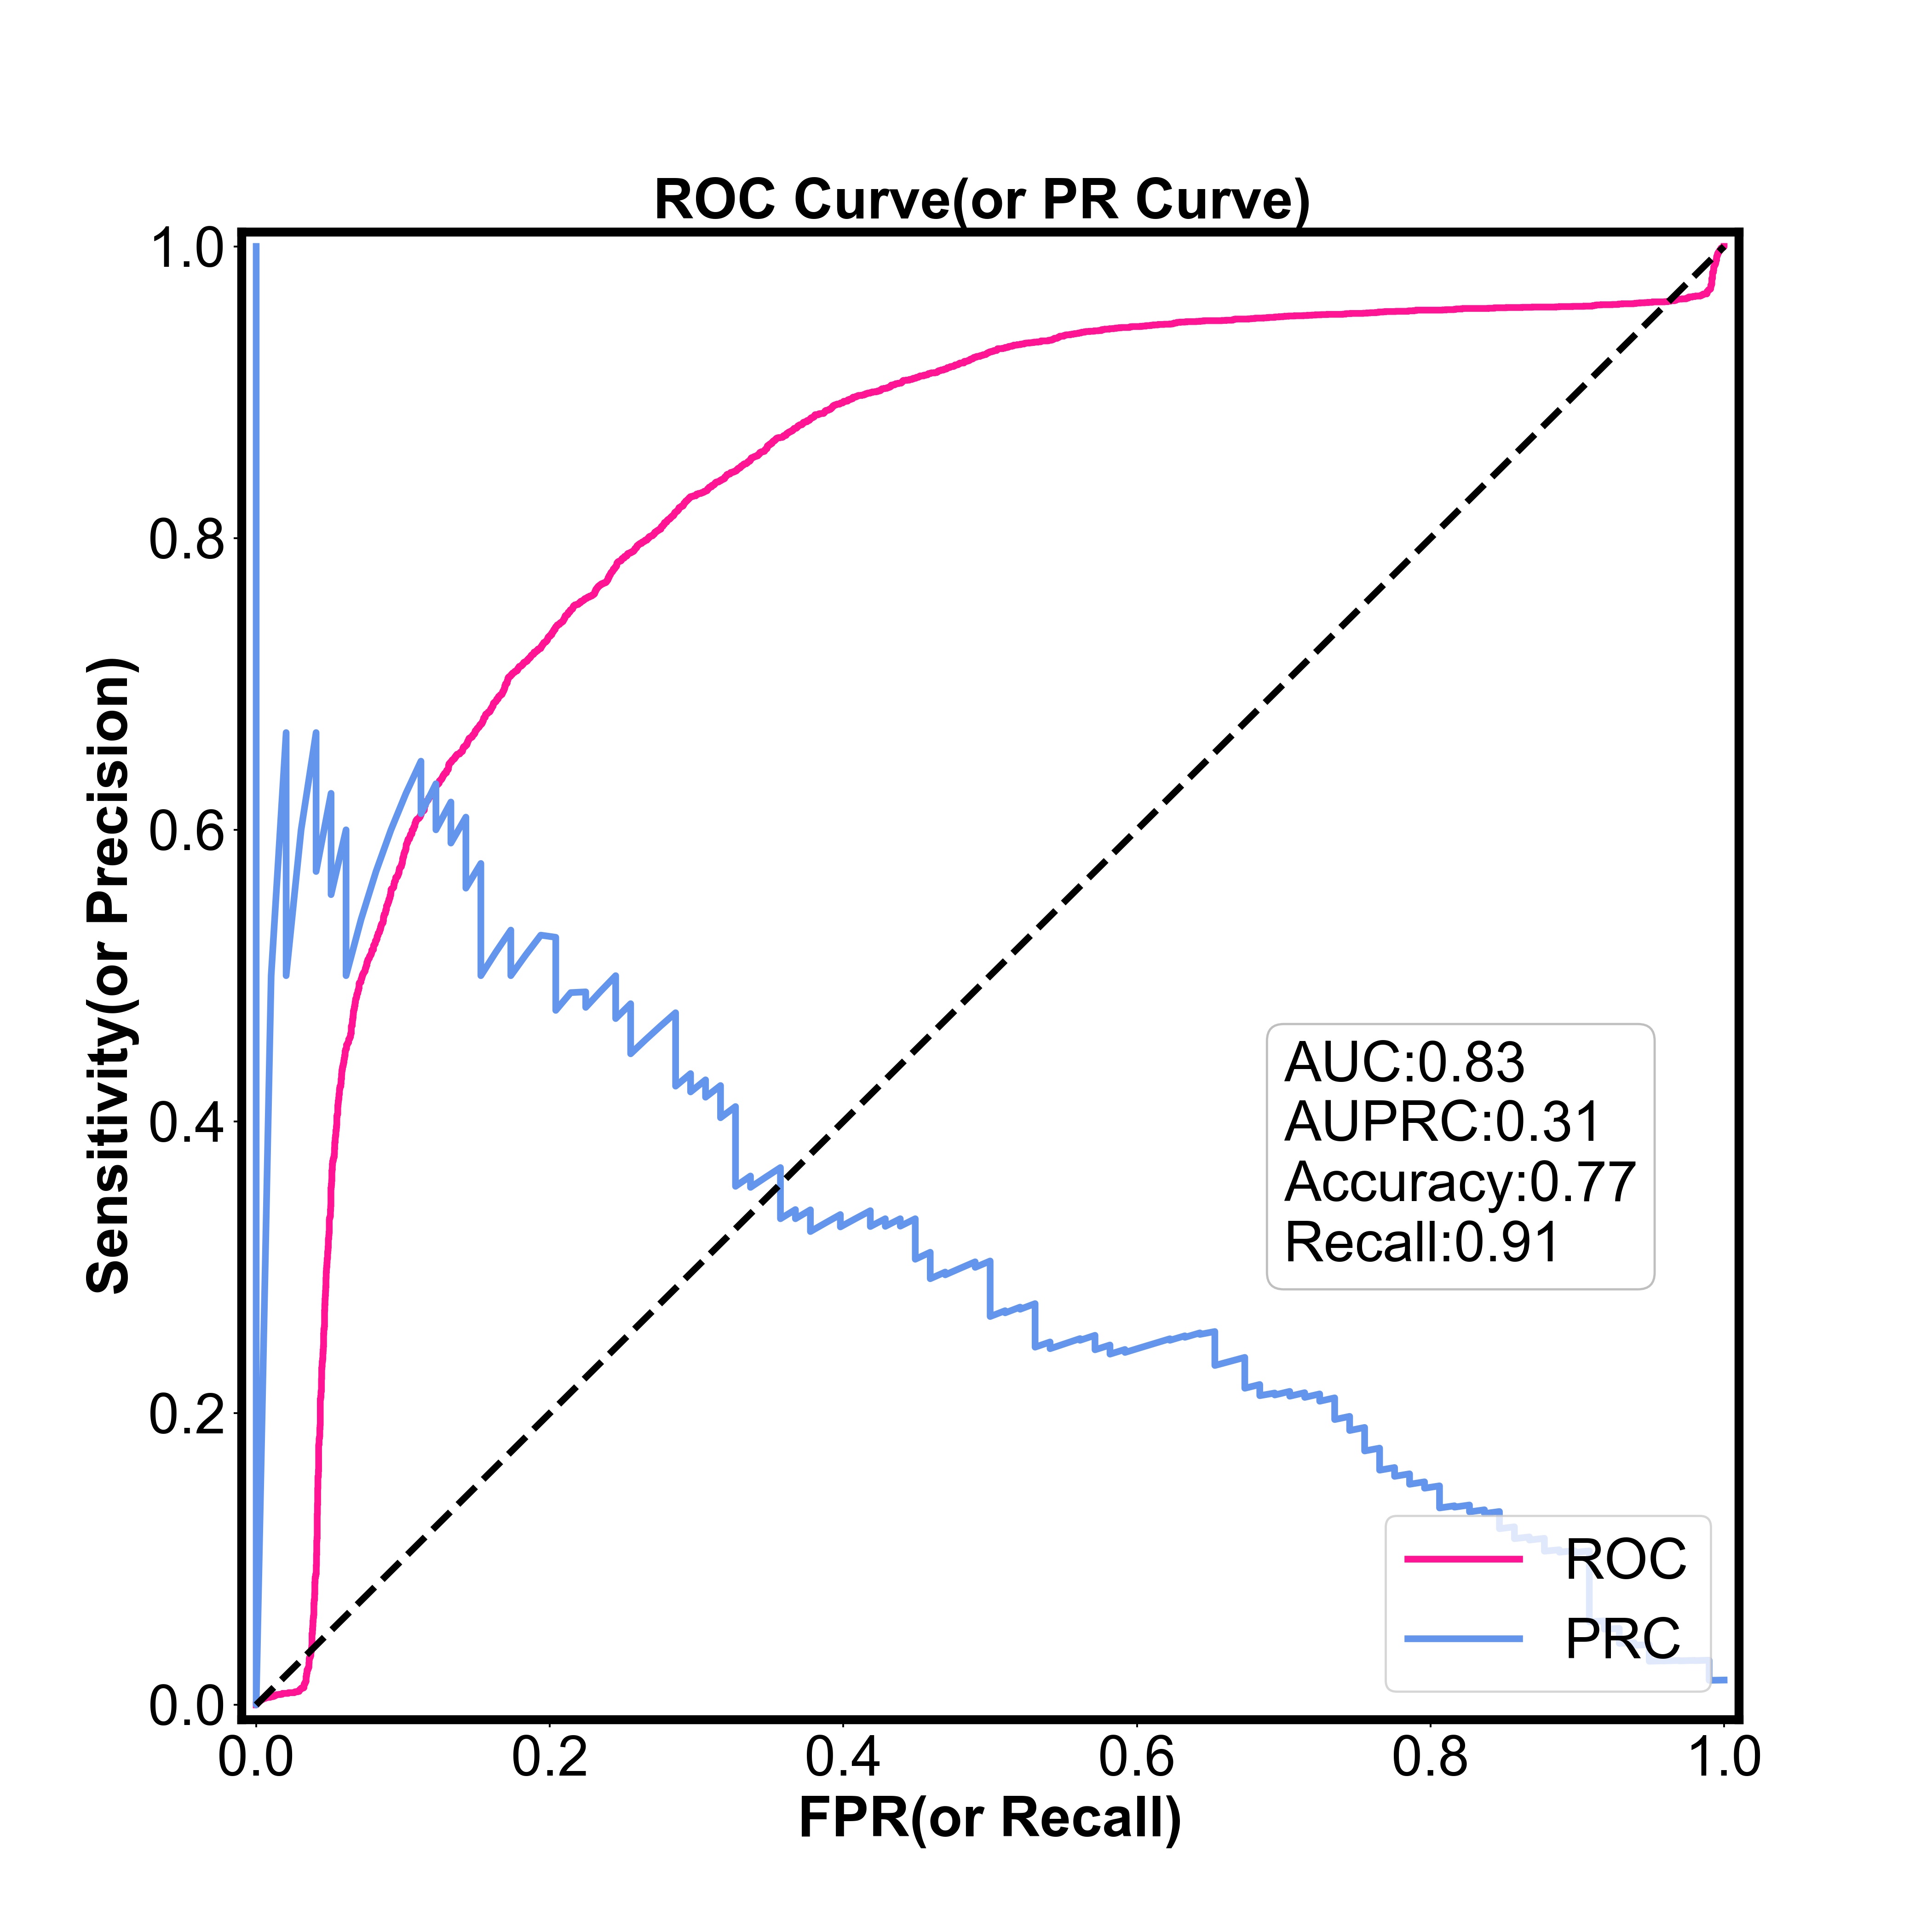 ROC Curve(or PR Curve)
1.0
0.8
0.6
0.4
0.2
0.0
Sensitivity(or Precision)
AUC:0.83
AUPRC:0.31
Accuracy:0.77
Recall:0.91
ROC
PRC
0.0 0.2 0.4 0.6 0.8 1.0
FPR(or Recall)